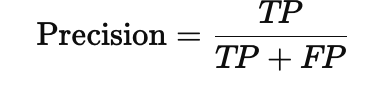 Precision = TP / TP + FP